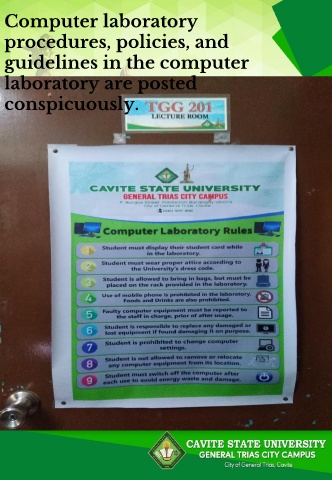 Computer laboratory
procedures, policies, and
guidelines in the computer
laboratory are posted
conspicuously.
TGG 201
LECTURE ROOM
CAVITE STATE UNIVERSITY
GENERAL TRIAS CITY CAMPUS
City of General Trias, Cavite
Computer Laboratory Rules
1 Student must display their student card while
in the laboratory.
2 Student must wear proper attire according to
the University's dress code.
3 Student is allowed to bring in bags, but must be
placed on the rack provided in the laboratory.
4 Use of mobile phone is prohibited in the laboratory.
Foods and Drinks are also prohibited.
5 Faulty computer equipment must be reported to
the staff in charge, prior of after usage.
6 Student is responsible to replace any damaged or
lost equipment if found damaging it on purpose.
7 Student is prohibited to change computer
settings.
8 Student is not allowed to remove or relocate
any computer equipment from its location.
9 Student must switch off the computer after
each use to avoid energy waste and damage.
CAVITE STATE UNIVERSITY
GENERAL TRIAS CITY CAMPUS
City of General Trias, Cavite